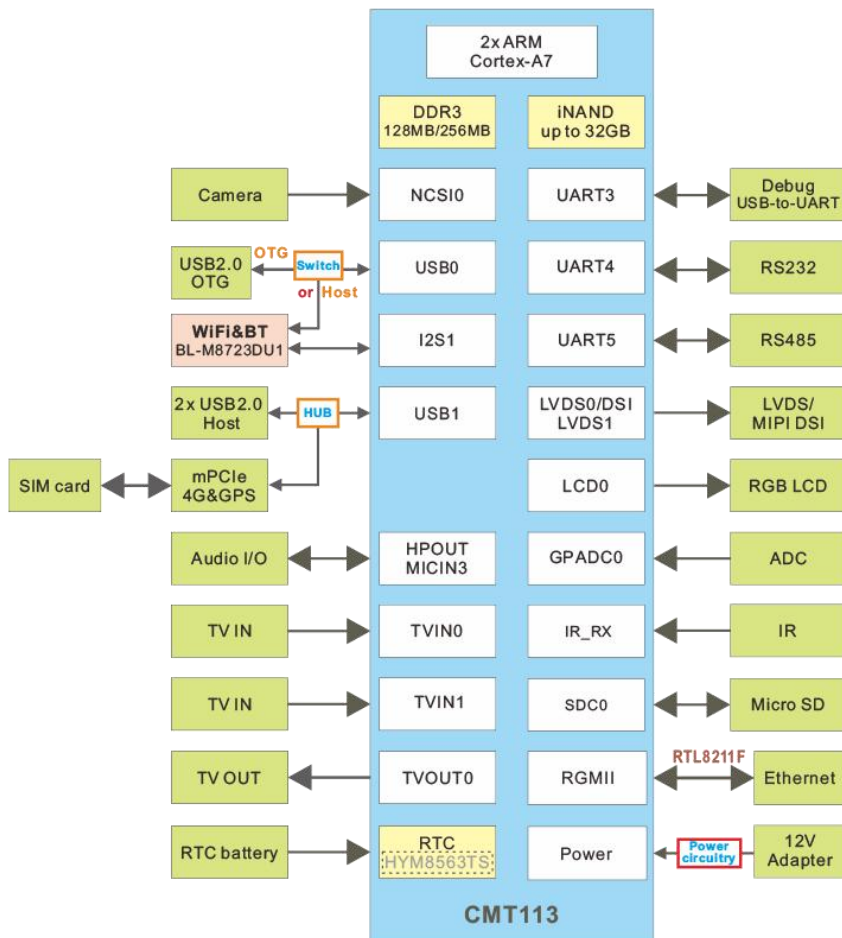 2x ARM
Cortex-A7
DDR3
128MB/256MB
iNAND
up to 32GB
Camera
NCSI0
UART3
Debug
USB-to-UART
USB2.0
OTG
OTG
Switch
or Host
USB0
UART4
RS232
WiFi&BT
BL-M8723DU1
I2S1
UART5
RS485
2x USB2.0
Host
HUB
USB1
LVDS0/DSI
LVDS1
LVDS/
MIPI DSI
SIM card
mPCIe
4G&GPS
LCD0
RGB LCD
Audio I/O
HPOUT
MICIN3
GPADC0
ADC
TV IN
TVIN0
IR_RX
IR
TV IN
TVIN1
SDC0
Micro SD
TV OUT
TVOUT0
RGMII
RTL8211F
Ethernet
RTC battery
RTC
HYM8563TS
Power
Power
circuitry
12V
Adapter
CMT113